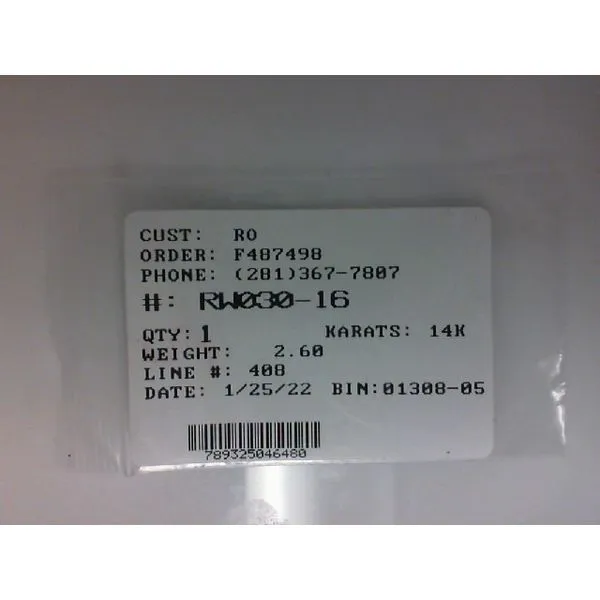 CUST: RO
ORDER: F487498
PHONE: (281)367-7807
#: RW030-16
QTY: 1 KARATS: 14K
WEIGHT: 2.60
LINE #: 408
DATE: 1/25/22 BIN:01308-05
789325046480